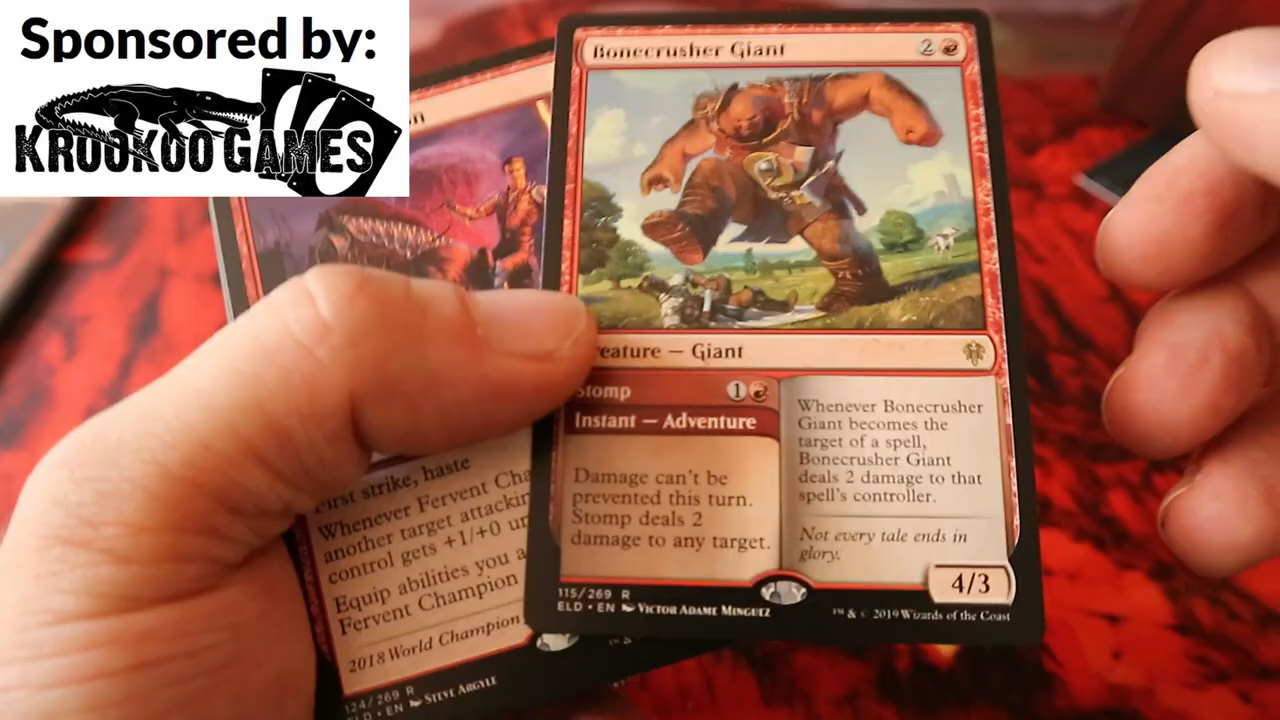 Sponsored by:
KROOKOO GAMES
Bonecrusher Giant 2
reature — Giant
Stomp 1
Instant — Adventure
Damage can't be
prevented this turn.
Stomp deals 2
damage to any target.
Whenever Bonecrusher
Giant becomes the
target of a spell,
Bonecrusher Giant
deals 2 damage to that
spell's controller.
Not every tale ends in
glory.
4/3
115/269 R
ELD • EN Victor Adame Minguez
™ & © 2019 Wizards of the Coast
n
First strike, haste
Whenever Fervent Cha
another target attackin
control gets +1/+0 un
Equip abilities you a
Fervent Champion
2018 World Champion
124/269 R
ELD • EN Steve Argyle